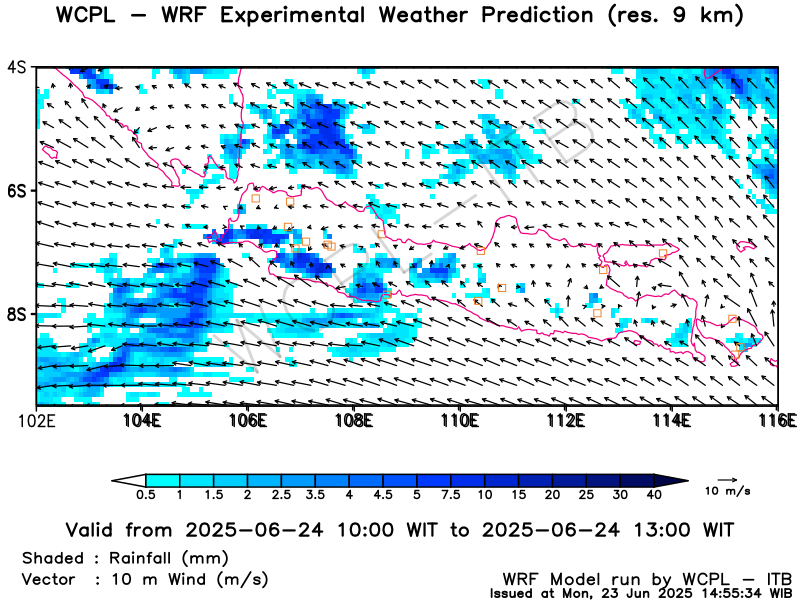 WCPL – WRF Experimental Weather Prediction (res. 9 km)
4S
6S
8S
WCPL–ITB
102E 104E 106E 108E 110E 112E 114E 116E
0.5 1 1.5 2 2.5 3.5 4 4.5 5 7.5 10 15 20 25 30 40
10 m/s
Valid from 2025–06–24 10:00 WIT to 2025–06–24 13:00 WIT
Shaded : Rainfall (mm)
Vector : 10 m Wind (m/s)
WRF Model run by WCPL – ITB
Issued at Mon, 23 Jun 2025 14:55:34 WIB